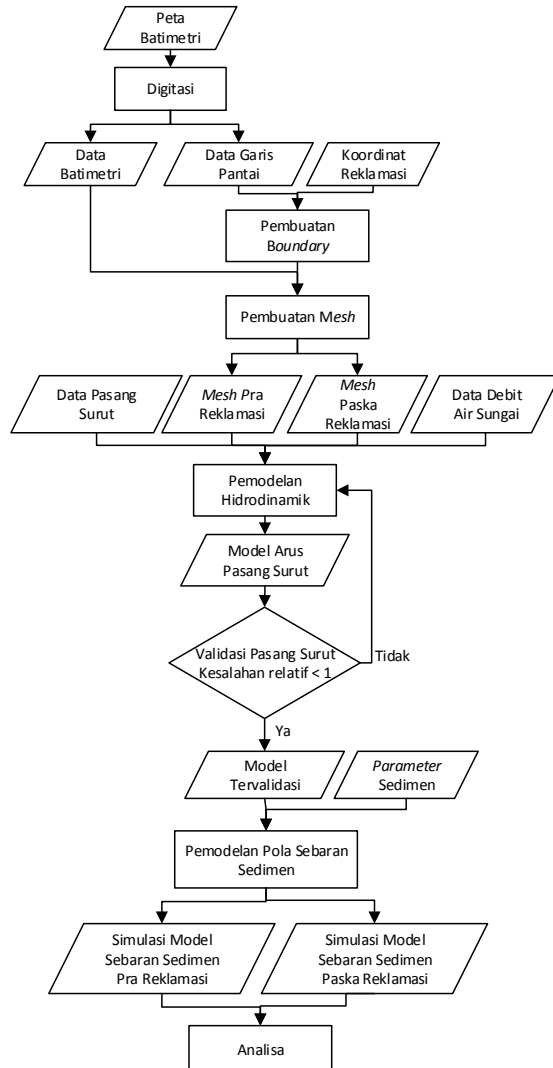 Peta
Batimetri
Digitasi
Data
Batimetri
Data Garis
Pantai
Koordinat
Reklamasi
Pembuatan
Boundary
Pembuatan Mesh
Data Pasang
Surut
Mesh Pra
Reklamasi
Mesh
Paska
Reklamasi
Data Debit
Air Sungai
Pemodelan
Hidrodinamik
Model Arus
Pasang Surut
Validasi Pasang Surut
Kesalahan relatif < 1
Tidak
Ya
Model
Tervalidasi
Parameter
Sedimen
Pemodelan Pola Sebaran
Sedimen
Simulasi Model
Sebaran Sedimen
Pra Reklamasi
Simulasi Model
Sebaran Sedimen
Paska Reklamasi
Analisa